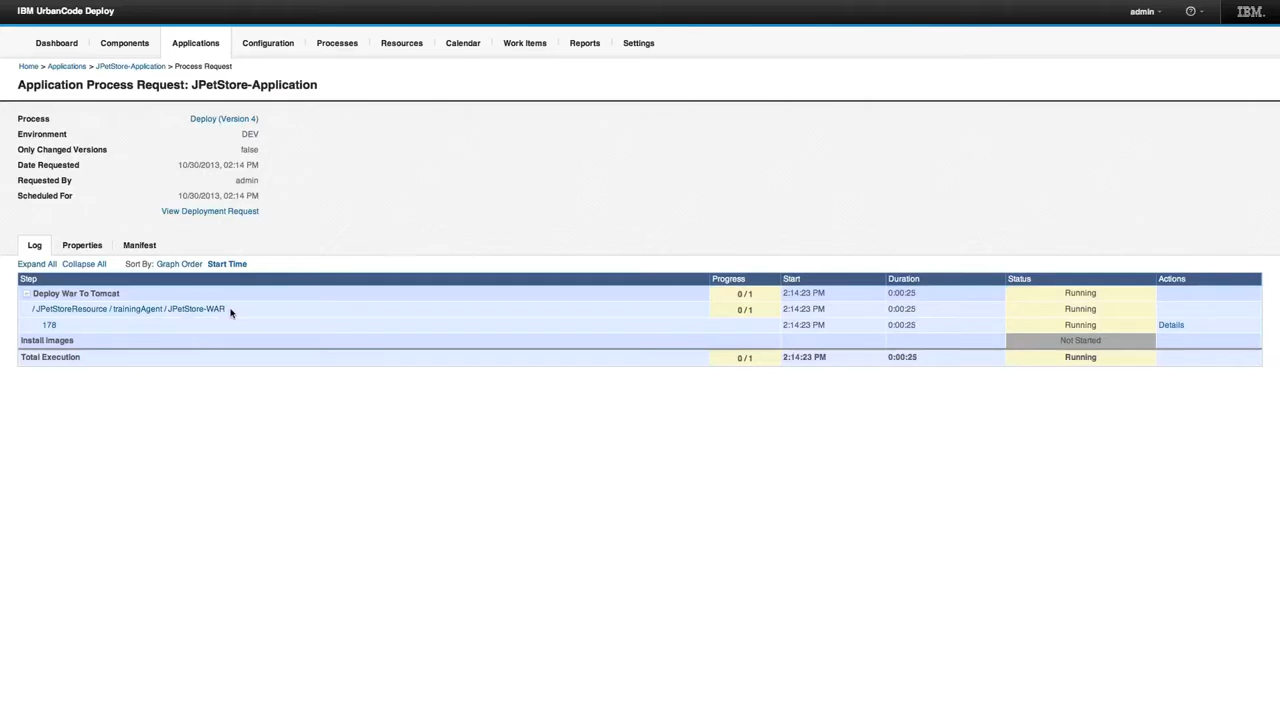 IBM UrbanCode Deploy admin IBM.
Dashboard Components Applications Configuration Processes Resources Calendar Work Items Reports Settings
Home > Applications > JPetStore-Application > Process Request
Application Process Request: JPetStore-Application
Process Deploy (Version 4)
Environment DEV
Only Changed Versions false
Date Requested 10/30/2013, 02:14 PM
Requested By admin
Scheduled For 10/30/2013, 02:14 PM
View Deployment Request
Log Properties Manifest
Expand All Collapse All Sort By: Graph Order Start Time
Step Progress Start Duration Status Actions
Deploy War To Tomcat 0 / 1 2:14:23 PM 0:00:25 Running
/ JPetStoreResource / trainingAgent / JPetStore-WAR 0 / 1 2:14:23 PM 0:00:25 Running
178 2:14:23 PM 0:00:25 Running Details
Install Images Not Started
Total Execution 0 / 1 2:14:23 PM 0:00:25 Running